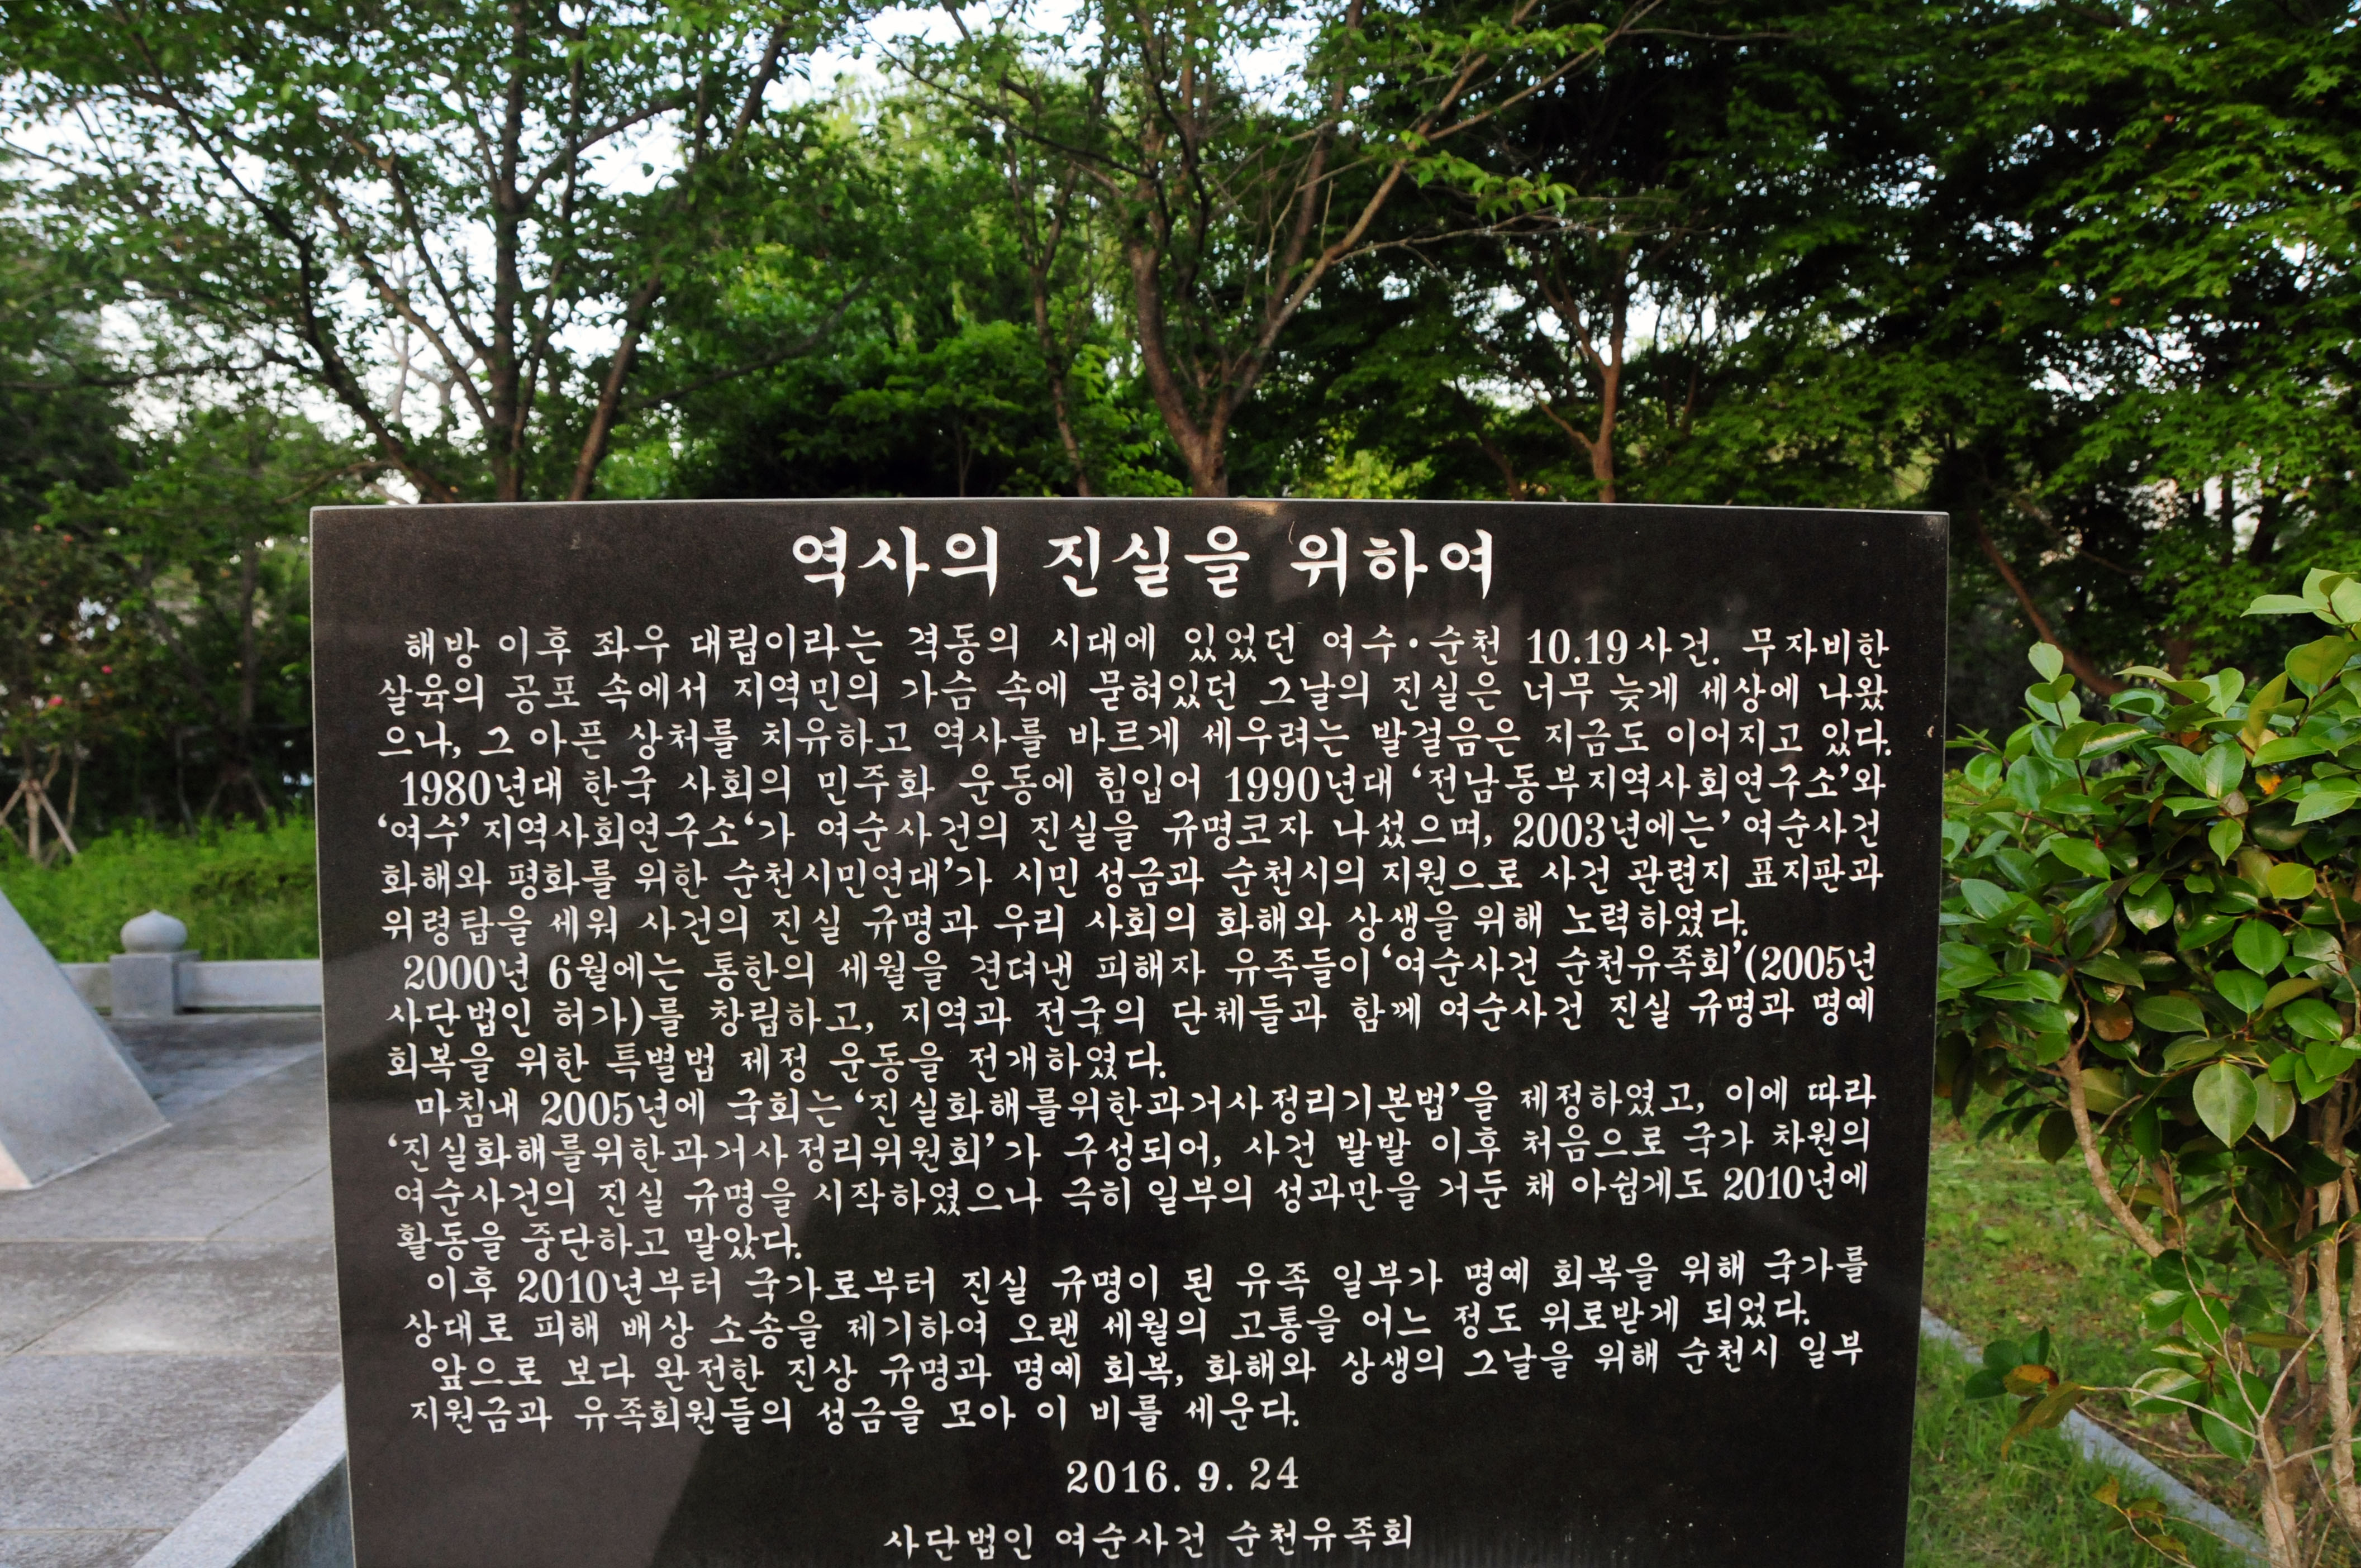 역사의 진실을 위하여
해방 이후 좌우 대립이라는 격동의 시대에 있었던 여수·순천 10.19사건. 무자비한
살육의 공포 속에서 지역민의 가슴 속에 묻혀있던 그날의 진실은 너무 늦게 세상에 나왔
으나, 그 아픈 상처를 치유하고 역사를 바르게 세우려는 발걸음은 지금도 이어지고 있다.
1980년대 한국 사회의 민주화 운동에 힘입어 1990년대 ‘전남동부지역사회연구소’와
‘여수’ 지역사회연구소‘가 여순사건의 진실을 규명코자 나섰으며, 2003년에는’ 여순사건
화해와 평화를 위한 순천시민연대’가 시민 성금과 순천시의 지원으로 사건 관련지 표지판과
위령탑을 세워 사건의 진실 규명과 우리 사회의 화해와 상생을 위해 노력하였다.
2000년 6월에는 통한의 세월을 견뎌낸 피해자 유족들이 ‘여순사건 순천유족회’(2005년
사단법인 허가)를 창립하고, 지역과 전국의 단체들과 함께 여순사건 진실 규명과 명예
회복을 위한 특별법 제정 운동을 전개하였다.
마침내 2005년에 국회는 ‘진실화해를위한과거사정리기본법’을 제정하였고, 이에 따라
‘진실화해를위한과거사정리위원회’가 구성되어, 사건 발발 이후 처음으로 국가 차원의
여순사건의 진실 규명을 시작하였으나 극히 일부의 성과만을 거둔 채 아쉽게도 2010년에
활동을 중단하고 말았다.
이후 2010년부터 국가로부터 진실 규명이 된 유족 일부가 명예 회복을 위해 국가를
상대로 피해 배상 소송을 제기하여 오랜 세월의 고통을 어느 정도 위로받게 되었다.
앞으로 보다 완전한 진상 규명과 명예 회복, 화해와 상생의 그날을 위해 순천시 일부
지원금과 유족회원들의 성금을 모아 이 비를 세운다.
2016. 9. 24
사단법인 여순사건 순천유족회